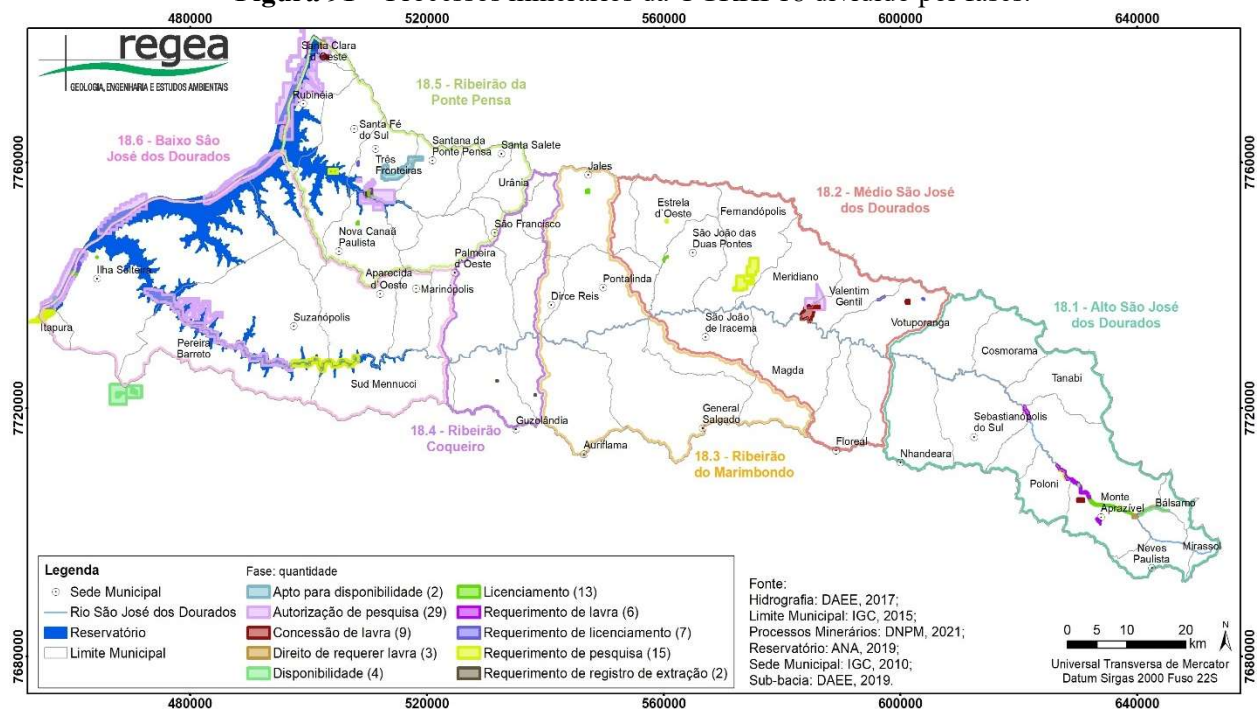 480000 520000 560000 600000 640000
regea
GEOLOGIA, ENGENHARIA E ESTUDOS AMBIENTAIS
Santa Clara
d´Oeste
Rubinéia
18.5 - Ribeirão da
Ponte Pensa
Santa Fé
do Sul
Santana da
Ponte Pensa
Santa Salete
18.6 - Baixo São
José dos Dourados
Três
Fronteiras
Urânia
Jales
7760000
7760000
18.2 - Médio São José
dos Dourados
Estrela
d´Oeste
Fernandópolis
São João das
Duas Pontes
Nova Canaã
Paulista
São Francisco
Palmeira
d´Oeste
Ilha Solteira
Aparecida
d´Oeste
Marinópolis
Pontalinda
Meridiano
Dirce Reis
Valentim
Gentil
Votuporanga
18.1 - Alto São José
dos Dourados
Itapura
Suzanápolis
Pereira
Barreto
São João
de Iracema
Cosmorama
Sud Mennucci
Magda
Tanabi
7720000
7720000
18.4 - Ribeirão
Coqueiro
Guzolândia
General
Salgado
Sebastianópolis
do Sul
Auriflama
18.3 - Ribeirão
do Marimbondo
Floreal
Nhandeara
Poloni
Monte
Aprazível
Bálsamo
Neves
Paulista
Mirassol
Legenda
Sede Municipal
Rio São José dos Dourados
Reservatório
Limite Municipal
Fase: quantidade
Apto para disponibilidade (2)
Autorização de pesquisa (29)
Concessão de lavra (9)
Direito de requerer lavra (3)
Disponibilidade (4)
Licenciamento (13)
Requerimento de lavra (6)
Requerimento de licenciamento (7)
Requerimento de pesquisa (15)
Requerimento de registro de extração (2)
Fonte:
Hidrografia: DAEE, 2017;
Limite Municipal: IGC, 2015;
Processos Minerários: DNPM, 2021;
Reservatório: ANA, 2019;
Sede Municipal: IGC, 2010;
Sub-bacia: DAEE, 2019.
0 5 10 20
km
N
Universal Transversa de Mercator
Datum Sirgas 2000 Fuso 22S
7680000
7680000
480000 520000 560000 600000 640000